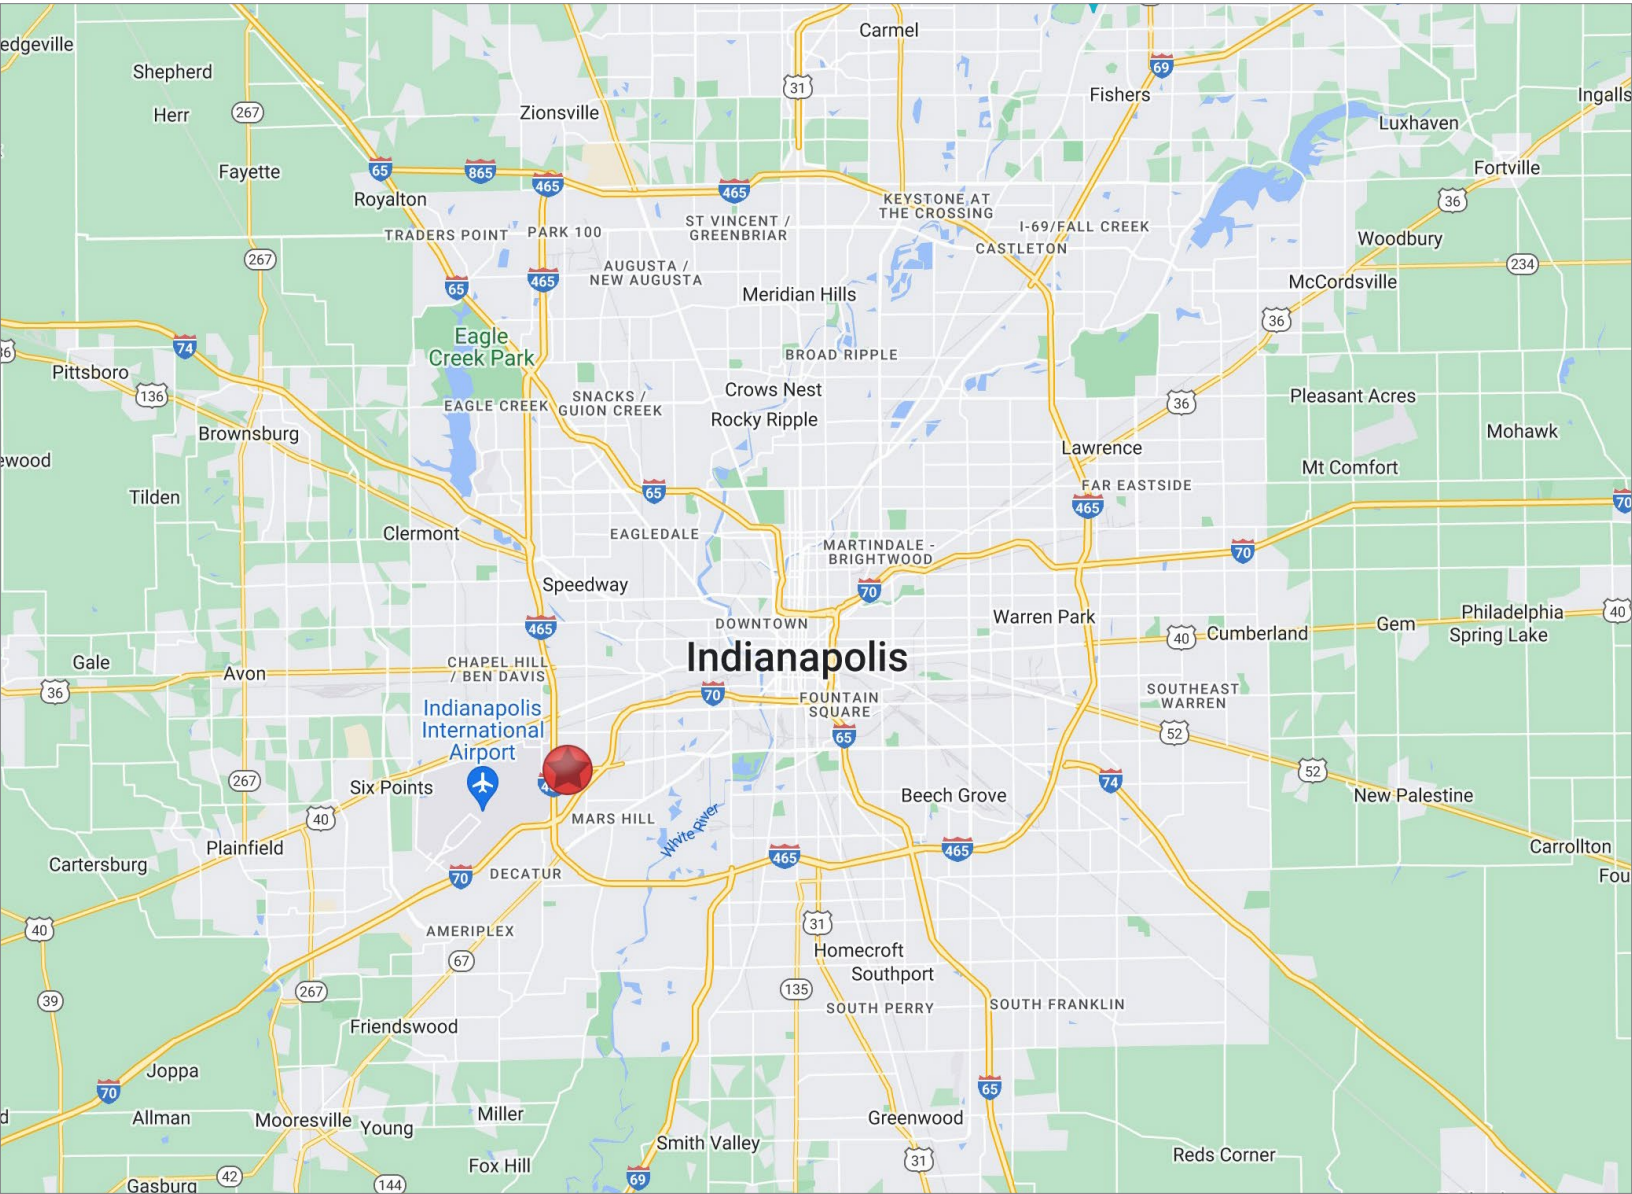 Carmel
edgeville
Shepherd
69
31
Fishers
Ingalls
Herr
267
Zionsville
Luxhaven
Fayette
65
865
465
465
Fortville
Royalton
36
KEYSTONE AT
THE CROSSING
TRADERS POINT
PARK 100
ST VINCENT /
GREENBRIAR
I-69/FALL CREEK
CASTLETON
Woodbury
267
234
65
465
AUGUSTA /
NEW AUGUSTA
Meridian Hills
McCordsville
36
Eagle
Creek Park
74
BROAD RIPPLE
36
Pittsboro
136
Crows Nest
Pleasant Acres
EAGLE CREEK
SNACKS /
GUION CREEK
36
Rocky Ripple
Brownsburg
Mohawk
Lawrence
ewood
Mt Comfort
Tilden
65
FAR EASTSIDE
465
70
Clermont
EAGLEDALE
MARTINDALE -
BRIGHTWOOD
70
Speedway
70
Warren Park
Philadelphia
40
465
DOWNTOWN
40
Cumberland
Gem
Spring Lake
Indianapolis
Gale
Avon
CHAPEL HILL
/ BEN DAVIS
36
70
FOUNTAIN
SQUARE
SOUTHEAST
WARREN
Indianapolis
International
Airport
65
52
52
267
Six Points
4
74
Beech Grove
New Palestine
40
MARS HILL
White River
Plainfield
465
465
Carrollton
Cartersburg
70
DECATUR
Fou
40
AMERIPLEX
31
Homecroft
67
Southport
39
267
135
SOUTH PERRY
SOUTH FRANKLIN
Friendswood
Joppa
70
65
d
Allman
Mooresville
Young
Miller
Greenwood
Smith Valley
Fox Hill
31
Reds Corner
42
144
69
Gasburg